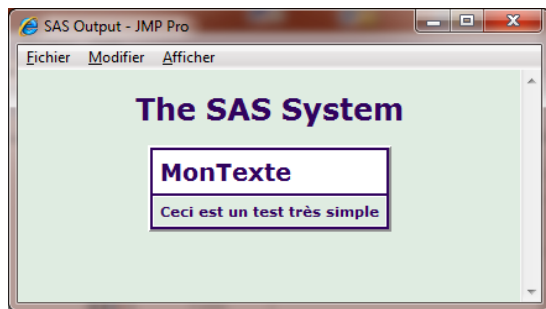 SAS Output - JMP Pro
Fichier Modifier Afficher
The SAS System
MonTexte
Ceci est un test très simple